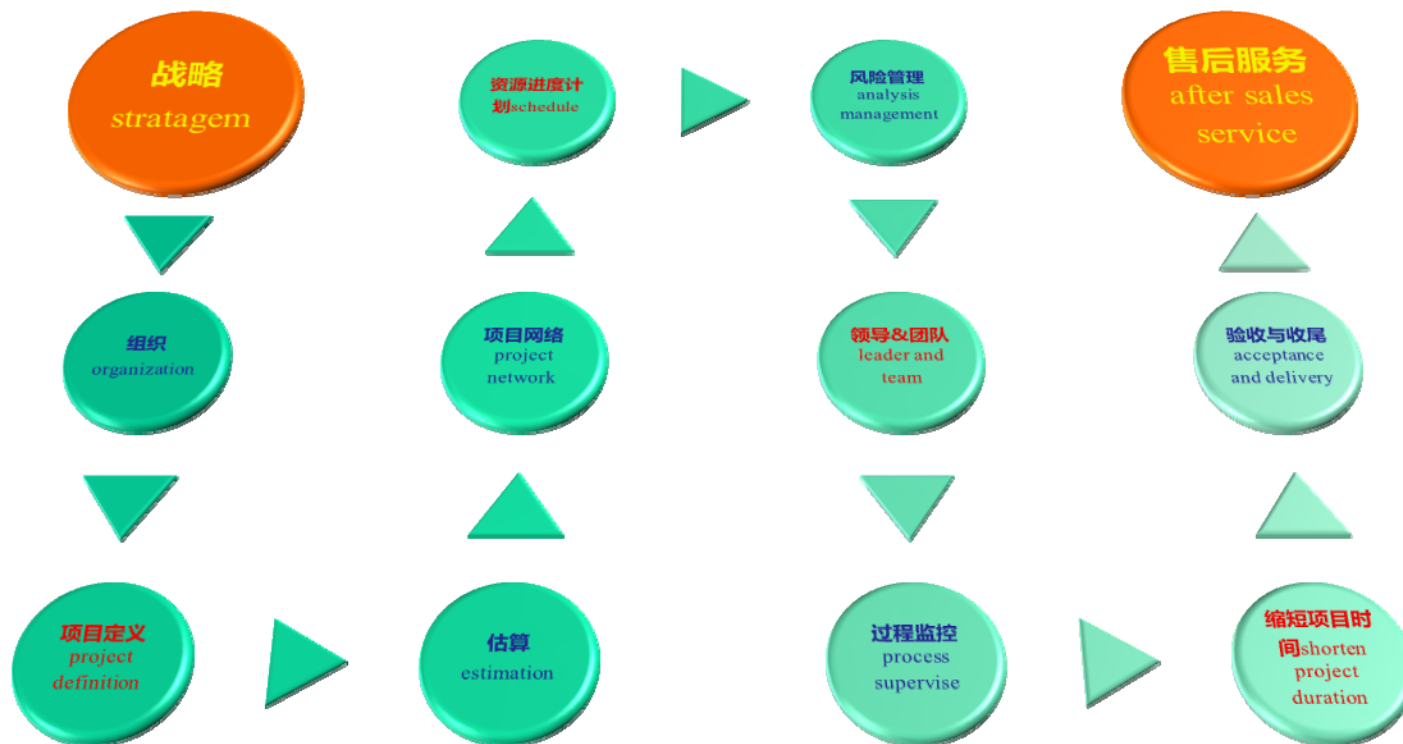 战略
stratagem
组织
organization
项目定义
project
definition
估算
estimation
项目网络
project
network
资源进度计
划schedule
风险管理
analysis
management
领导&团队
leader and
team
过程监控
process
supervise
缩短项目时
间shorten
project
duration
验收与收尾
acceptance
and delivery
售后服务
after sales
service